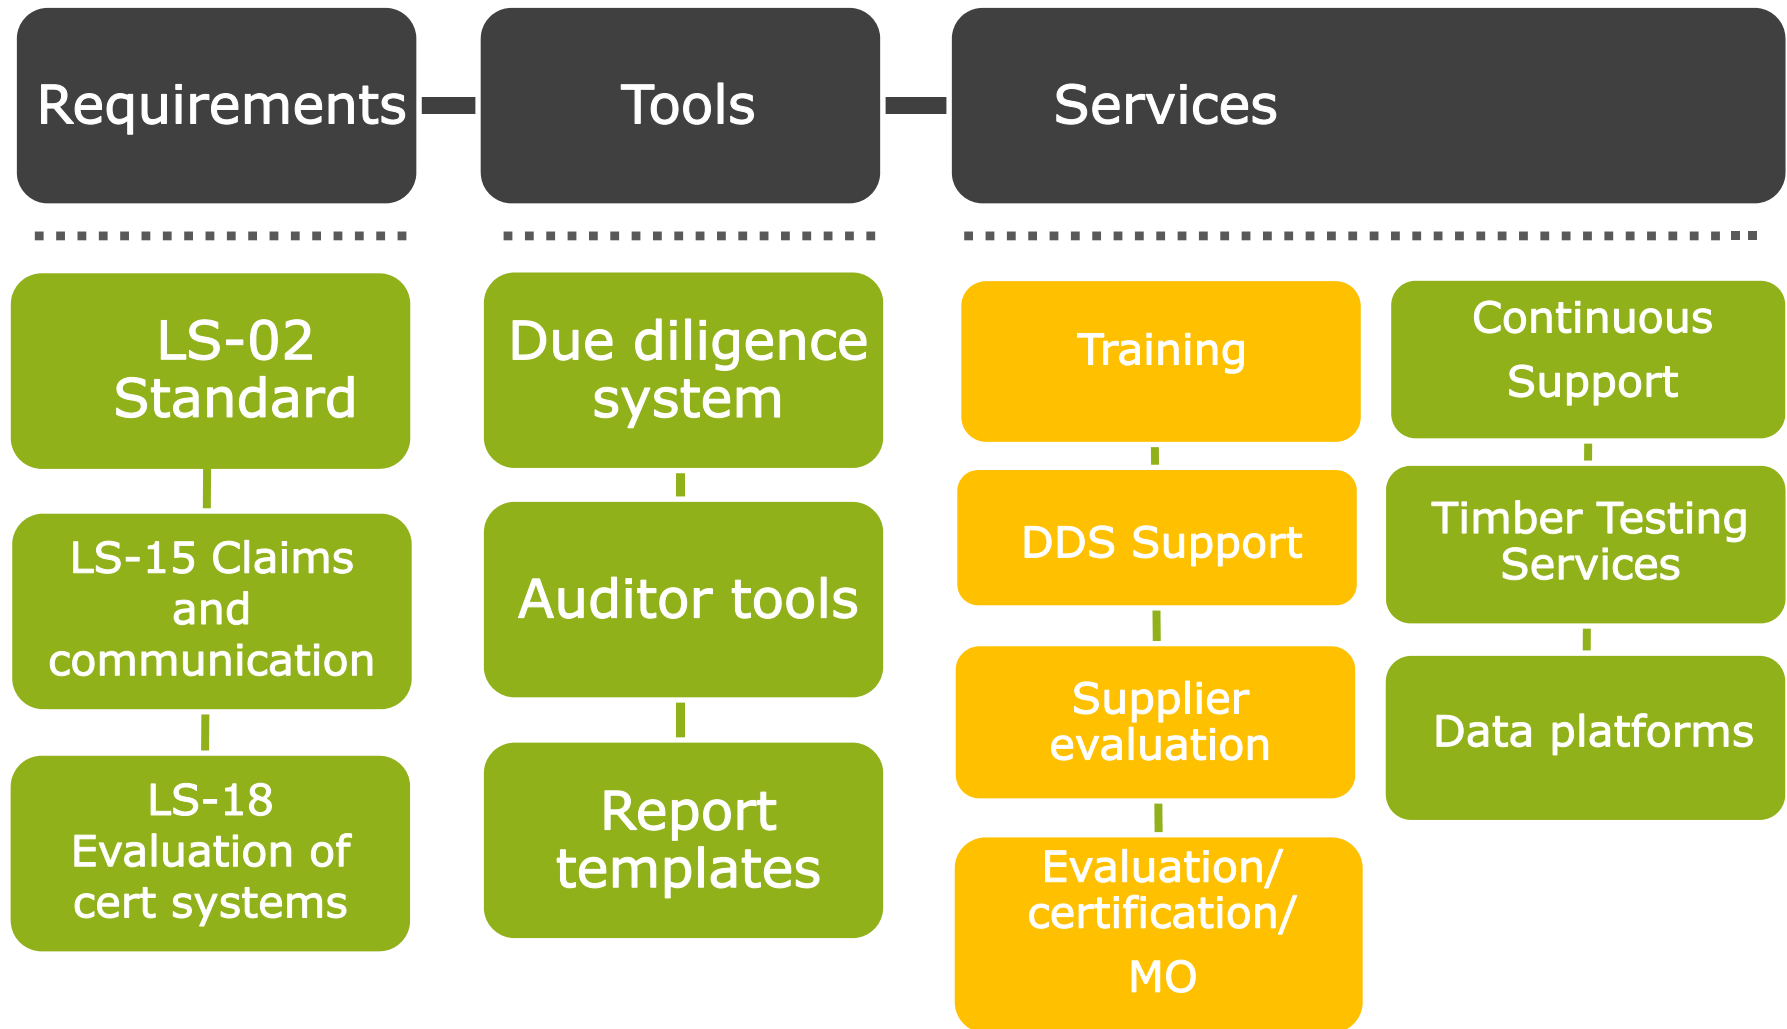 Requirements
Tools
Services
LS-02
Standard
LS-15 Claims
and
communication
LS-18
Evaluation of
cert systems
Due diligence
system
Auditor tools
Report
templates
Training
DDS Support
Supplier
evaluation
Evaluation/
certification/
MO
Continuous
Support
Timber Testing
Services
Data platforms